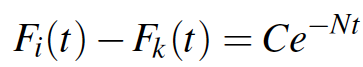 $F_i(t) - F_k(t) = Ce^{-Nt}$